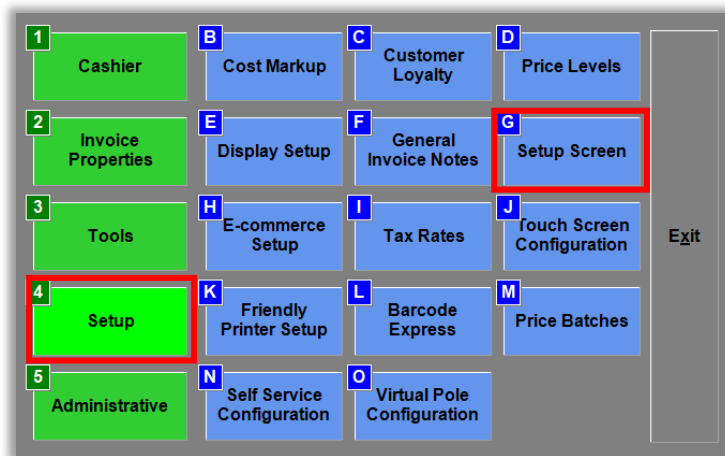 1
Cashier
B
Cost Markup
C
Customer
Loyalty
D
Price Levels
2
Invoice
Properties
E
Display Setup
F
General
Invoice Notes
G
Setup Screen
3
Tools
H
E-commerce
Setup
I
Tax Rates
J
Touch Screen
Configuration
Exit
4
Setup
K
Friendly
Printer Setup
L
Barcode
Express
M
Price Batches
5
Administrative
N
Self Service
Configuration
O
Virtual Pole
Configuration